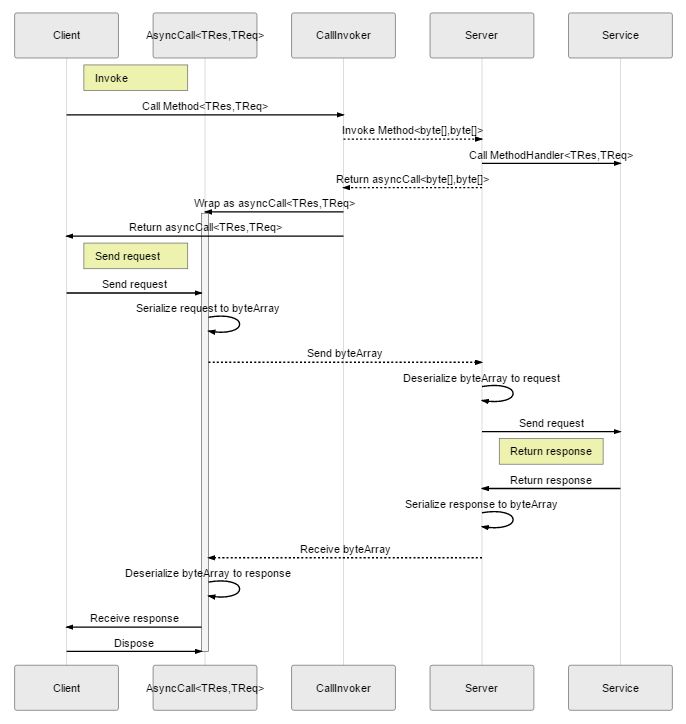 Client
AsyncCall<TRes,TReq>
CallInvoker
Server
Service
Invoke
Call Method<TRes,TReq>
Invoke Method<byte[],byte[]>
Call MethodHandler<TRes,TReq>
Return asyncCall<byte[],byte[]>
Wrap as asyncCall<TRes,TReq>
Return asyncCall<TRes,TReq>
Send request
Send request
Serialize request to byteArray
Send byteArray
Deserialize byteArray to request
Send request
Return response
Return response
Serialize response to byteArray
Receive byteArray
Deserialize byteArray to response
Receive response
Dispose
Client
AsyncCall<TRes,TReq>
CallInvoker
Server
Service